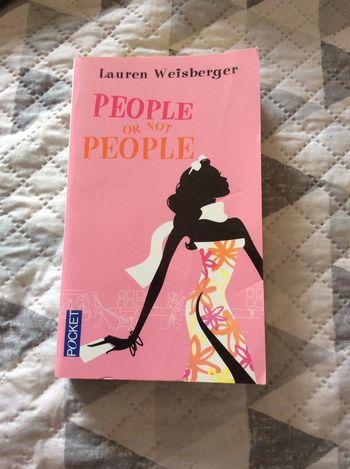 Lauren Weisberger
PEOPLE
OR NOT
PEOPLE
POCKET